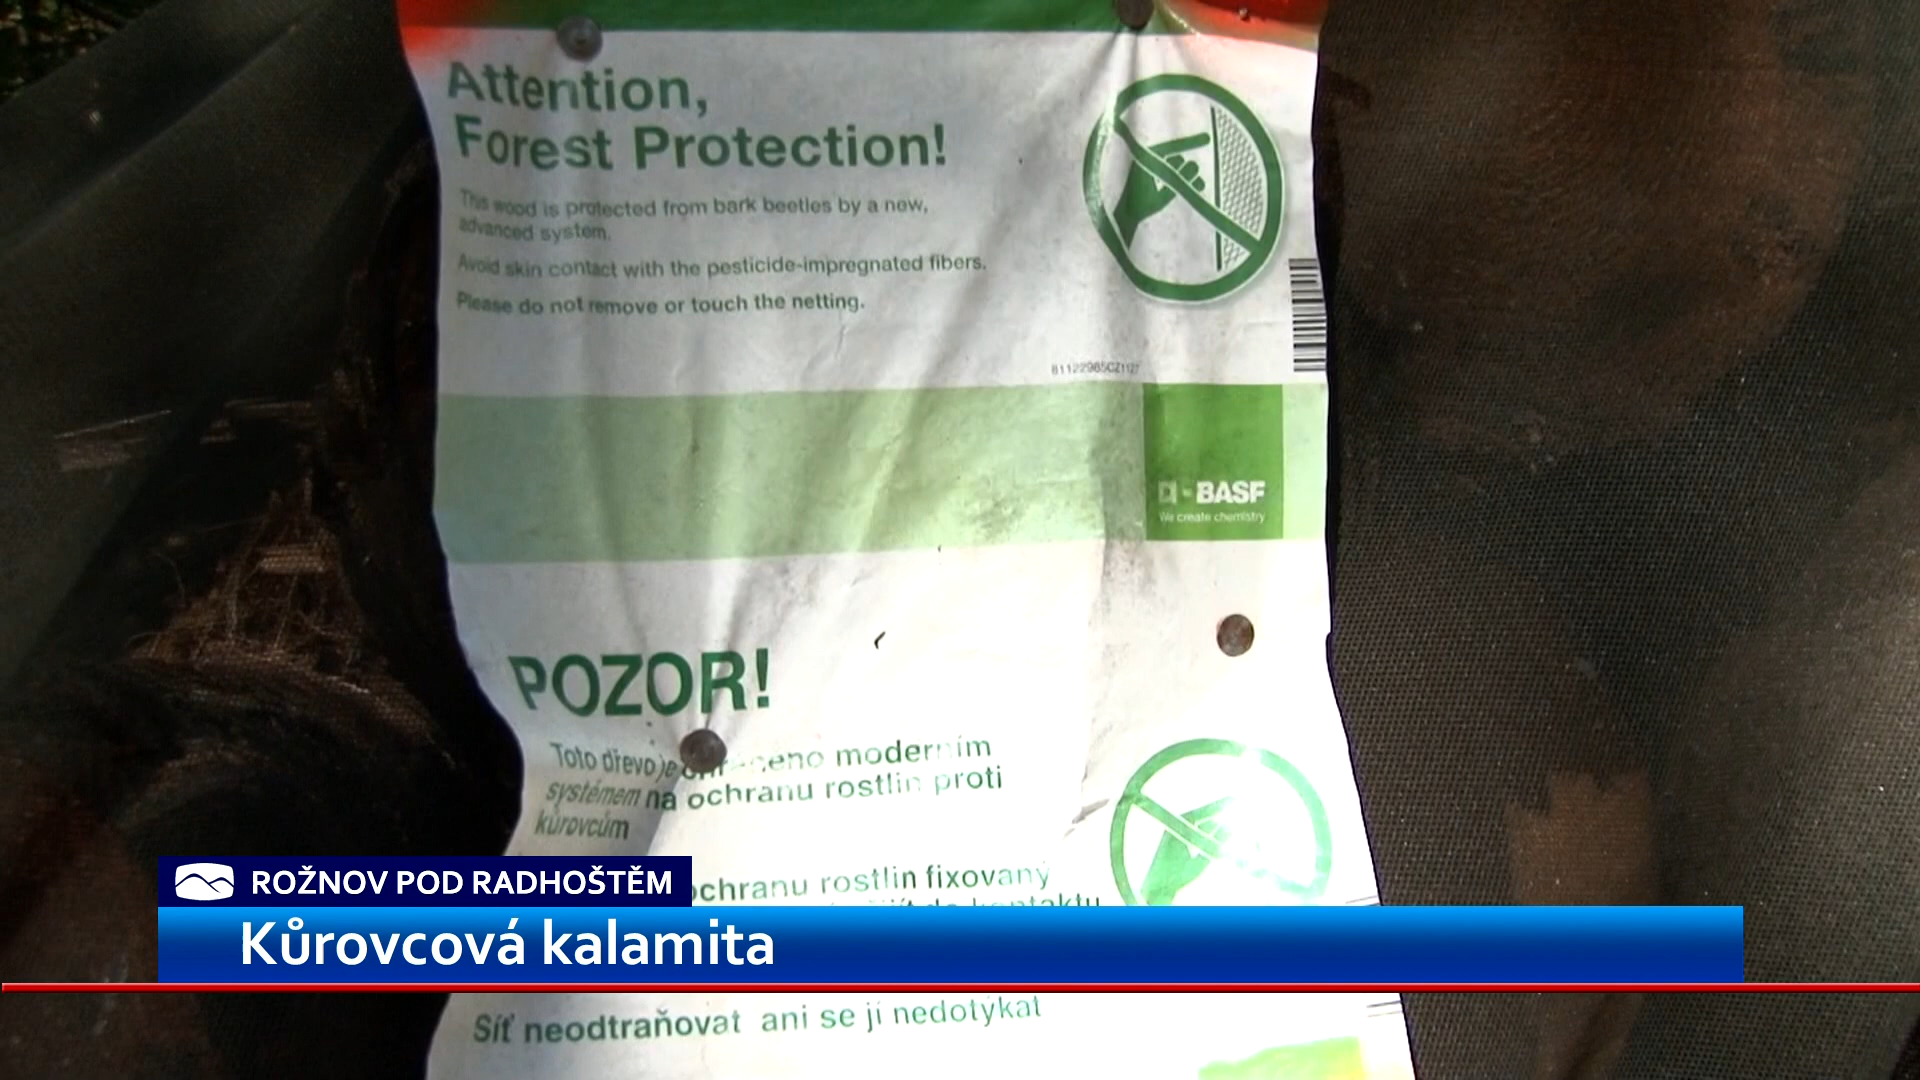 Attention,
Forest Protection!
This wood is protected from bark beetles by a new,
advanced system.
Avoid skin contact with the pesticide-impregnated fibers.
Please do not remove or touch the netting.
81122985CZ1127
BASF
We create chemistry
POZOR!
Toto dřevo je moderním
systémem na ochranu rostlin proti
kůrovcům
ochranu rostlin fixovaný
kontaktu
ROŽNOV POD RADHOŠTĚM
Kůrovcová kalamita
Síť neodtraňovat ani se jí nedotýkat